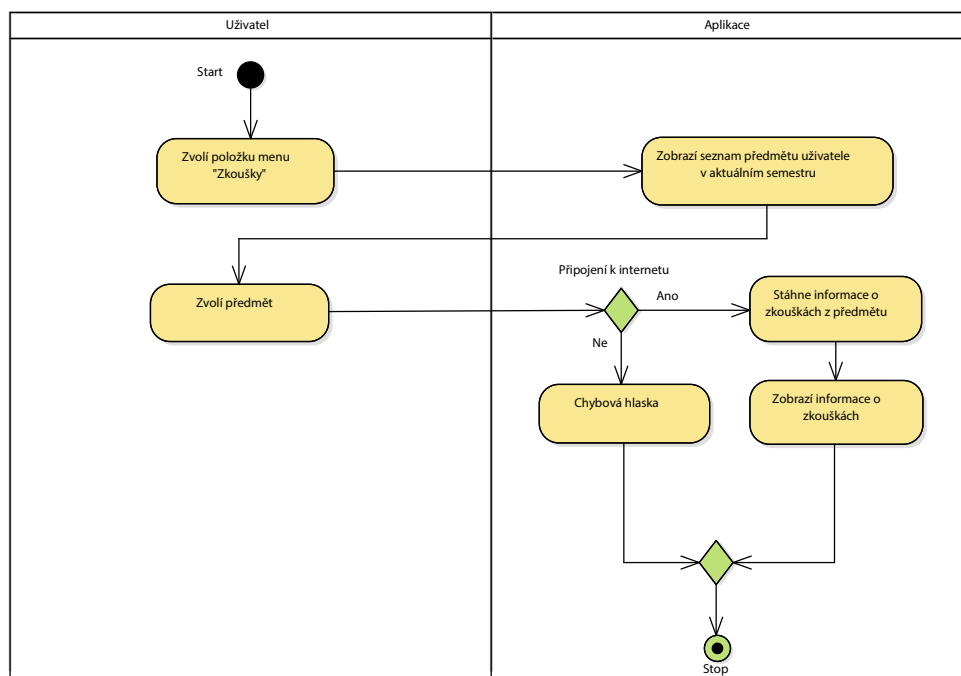 Uživatel
Aplikace
Start
Zvolí položku menu
"Zkoušky"
Zobrazí seznam předmětu uživatele
v aktuálním semestru
Zvolí předmět
Připojení k internetu
Ano
Ne
Stáhne informace o
zkouškách z předmětu
Chybová hlaska
Zobrazí informace o
zkouškách
Stop